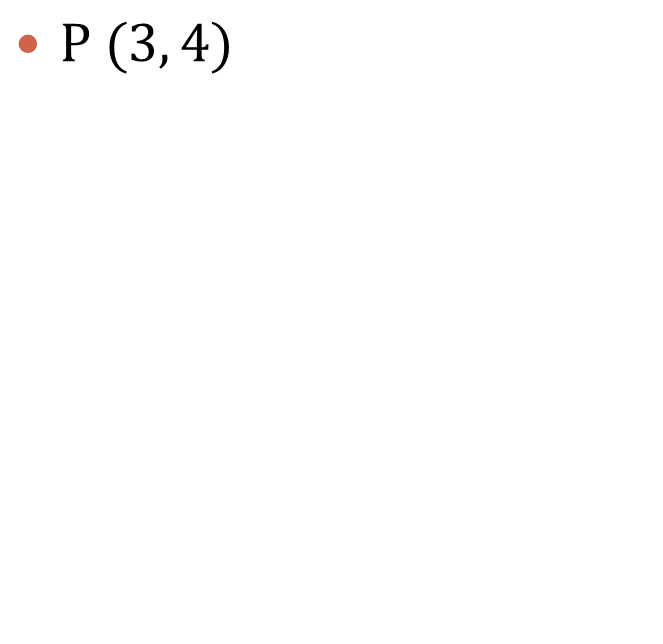 • P (3, 4)